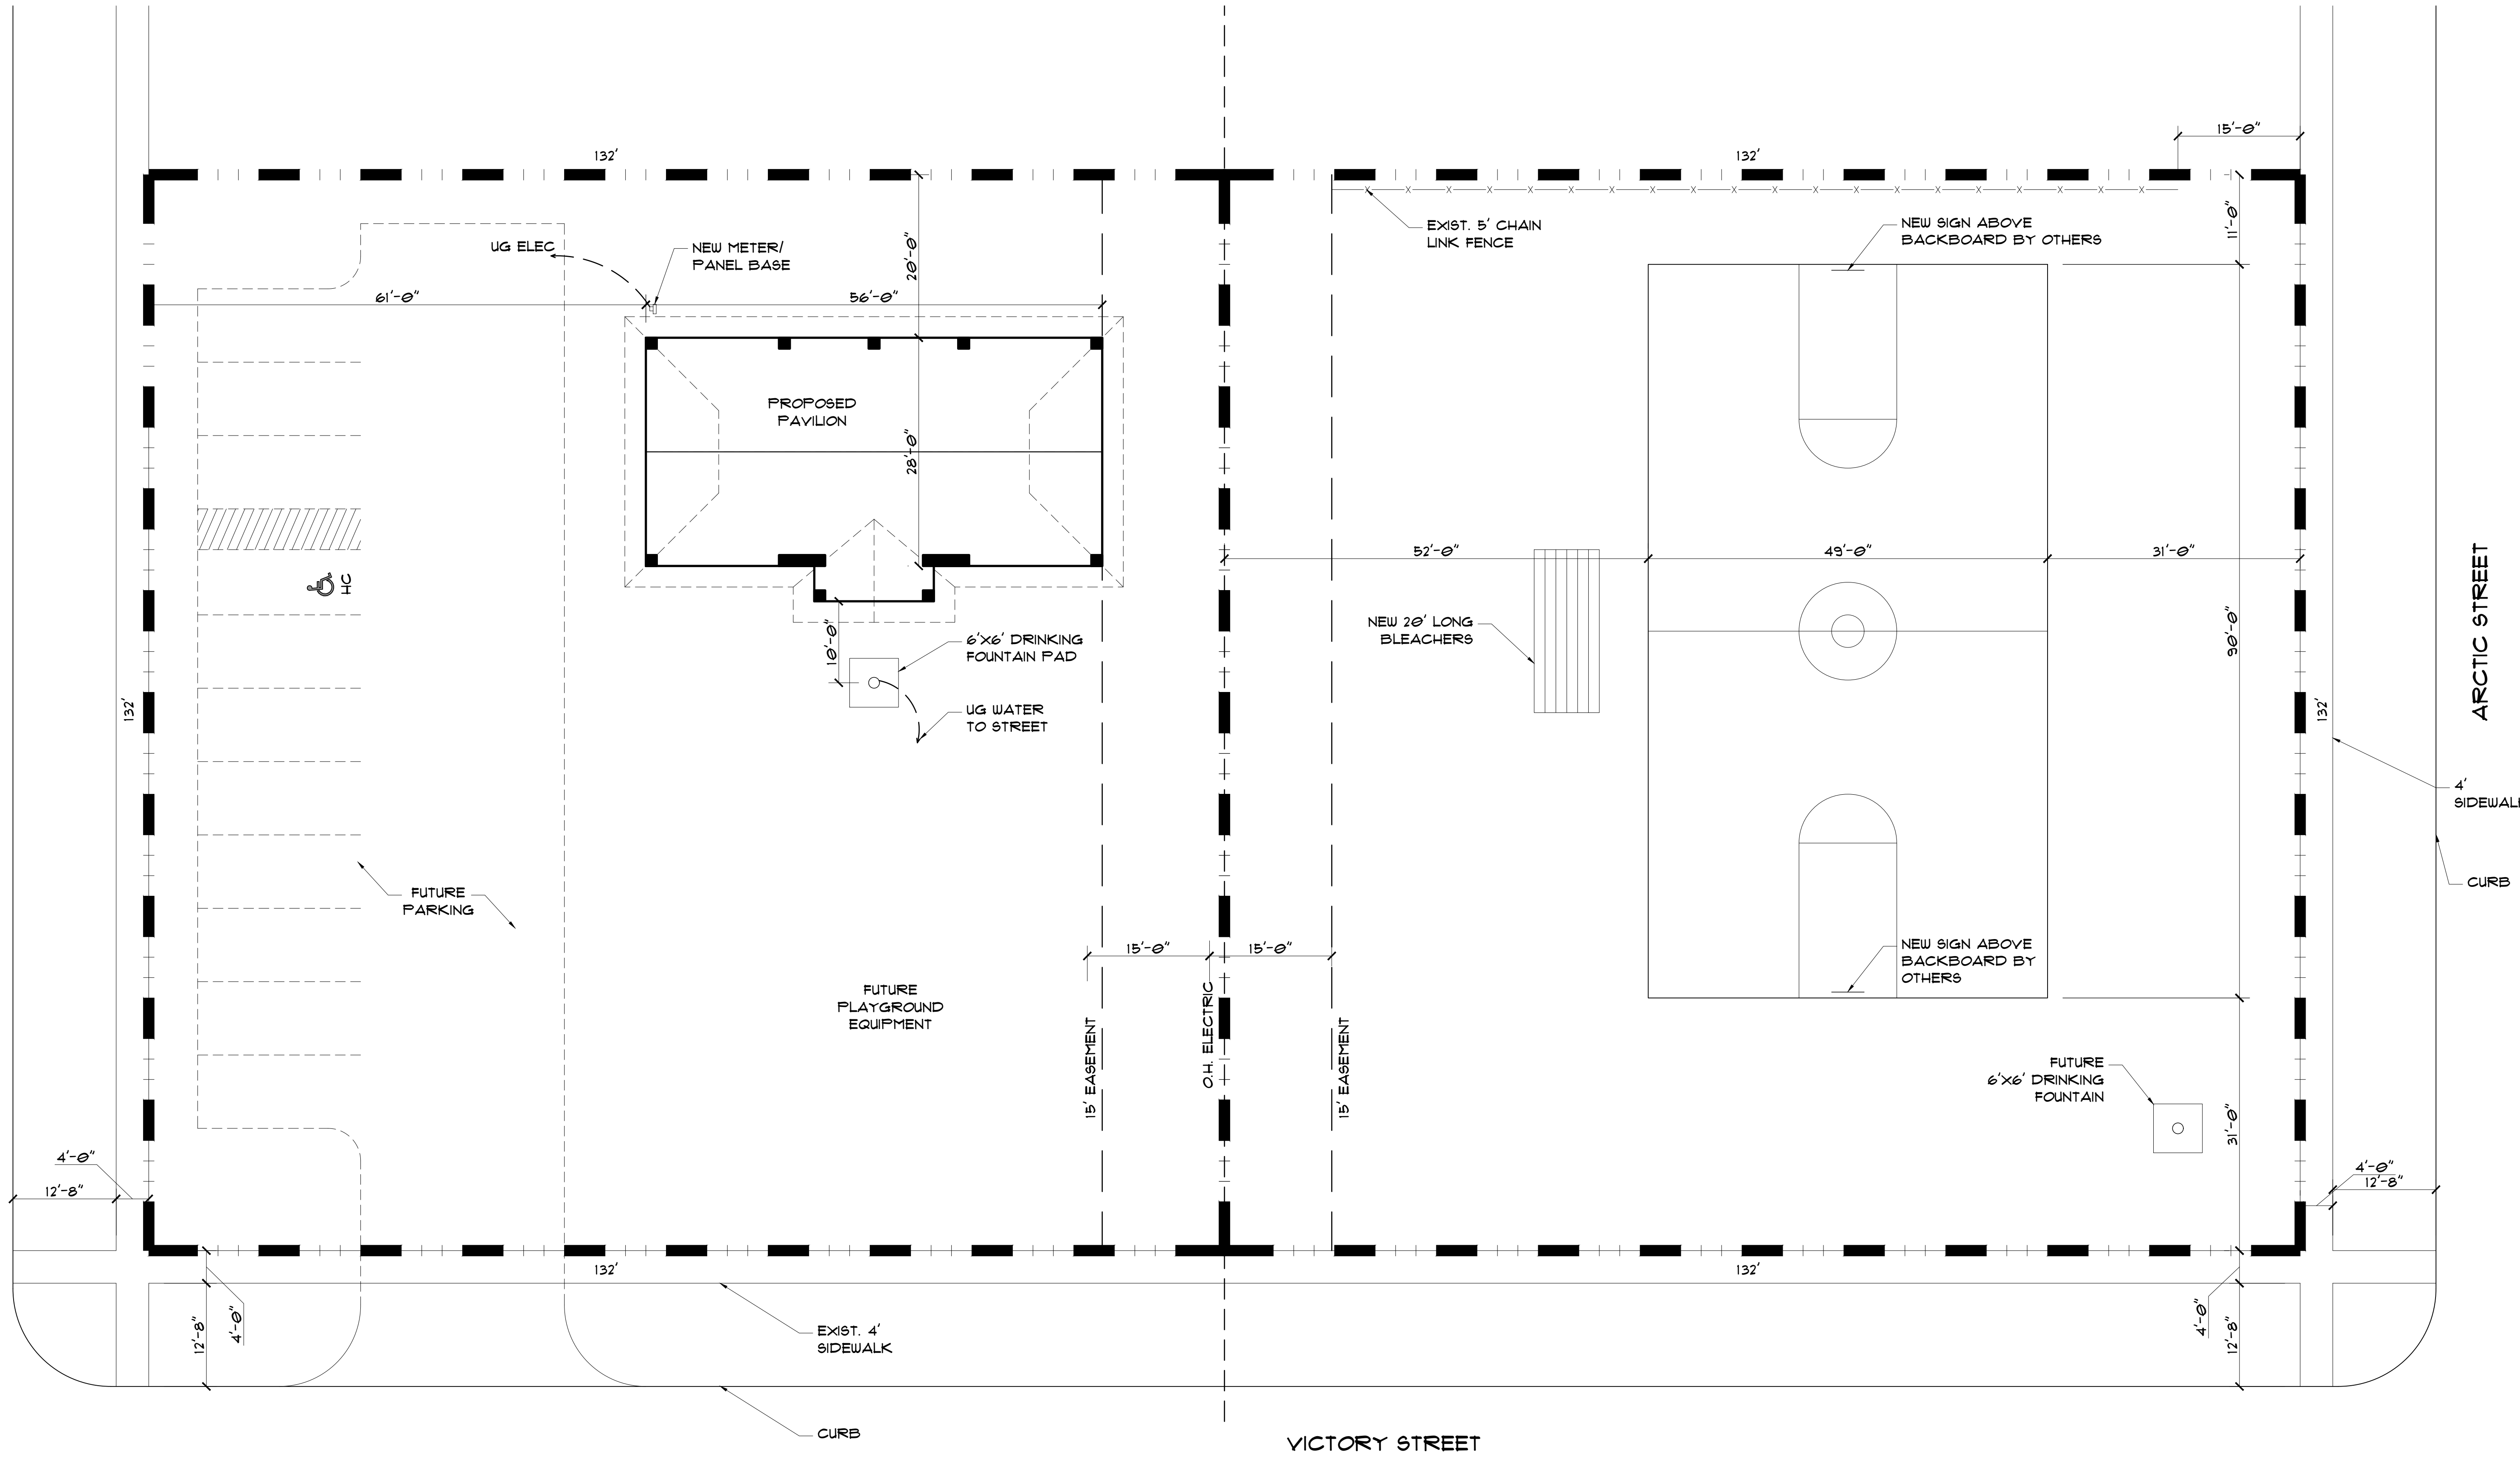 132'
132'
15'-0"
UG ELEC
NEW METER/
PANEL BASE
20'-0"
EXIST. 5' CHAIN
LINK FENCE
NEW SIGN ABOVE
BACKBOARD BY OTHERS
11'-0"
61'-0"
56'-0"
PROPOSED
PAVILION
28'-0"
HC
52'-0"
49'-0"
31'-0"
ARCTIC STREET
10'-0"
6'X6' DRINKING
FOUNTAIN PAD
NEW 20' LONG
BLEACHERS
90'-0"
132'
UG WATER
TO STREET
132'
4'
SIDEWALK
FUTURE
PARKING
CURB
15'-0"
15'-0"
NEW SIGN ABOVE
BACKBOARD BY
OTHERS
FUTURE
PLAYGROUND
EQUIPMENT
15' EASEMENT
O.H. ELECTRIC
15' EASEMENT
FUTURE
6'X6' DRINKING
FOUNTAIN
31'-0"
4'-0"
12'-8"
4'-0"
12'-8"
132'
132'
12'-8"
4'-0"
EXIST. 4'
SIDEWALK
4'-0"
12'-8"
CURB
VICTORY STREET